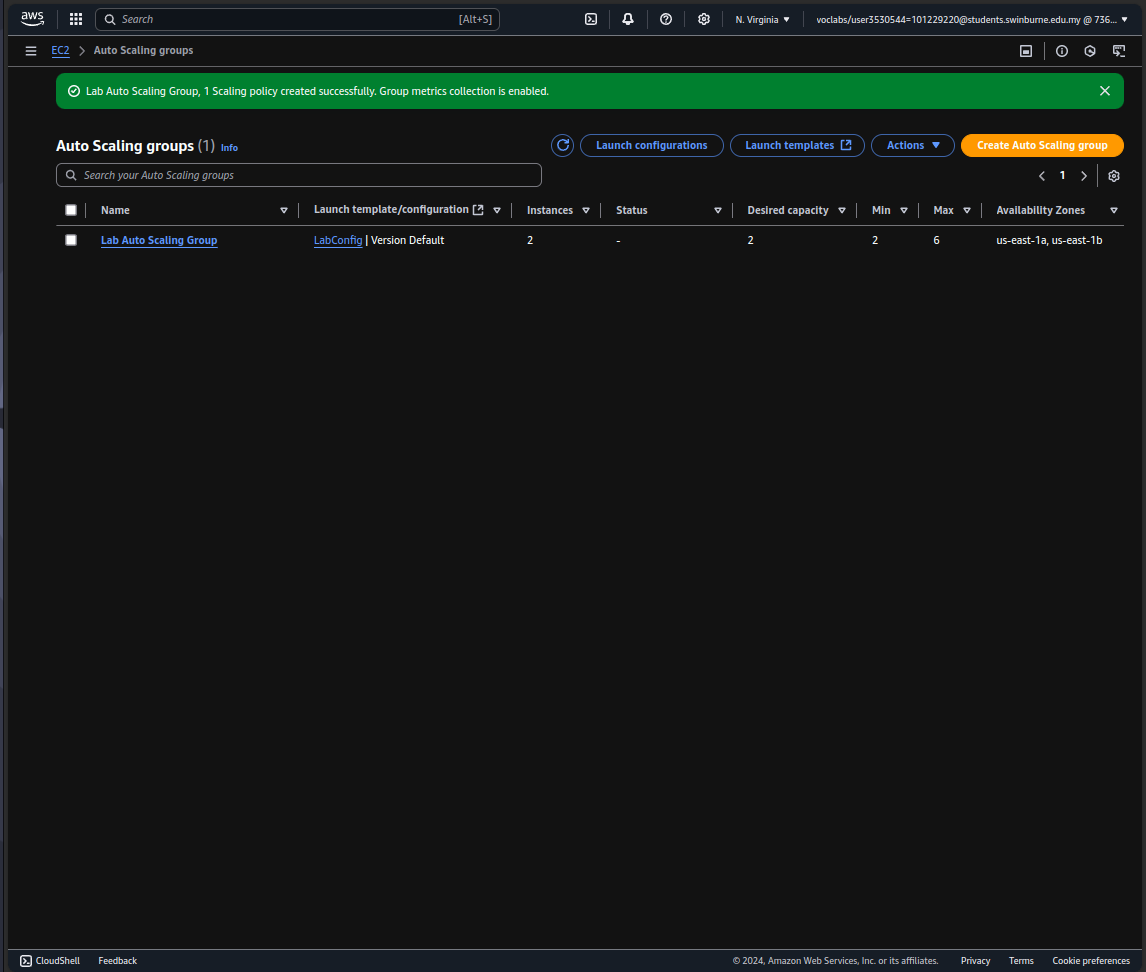 aws Search [Alt+S] N. Virginia voclabs/user3530544=101229220@students.swinburne.edu.my @ 736...
EC2 Auto Scaling groups
Lab Auto Scaling Group, 1 Scaling policy created successfully. Group metrics collection is enabled.
Auto Scaling groups (1) Info Launch configurations Launch templates Actions Create Auto Scaling group
Search your Auto Scaling groups 1
Name Launch template/configuration Instances Status Desired capacity Min Max Availability Zones
Lab Auto Scaling Group LabConfig | Version Default 2 - 2 2 6 us-east-1a, us-east-1b
CloudShell Feedback © 2024, Amazon Web Services, Inc. or its affiliates. Privacy Terms Cookie preferences